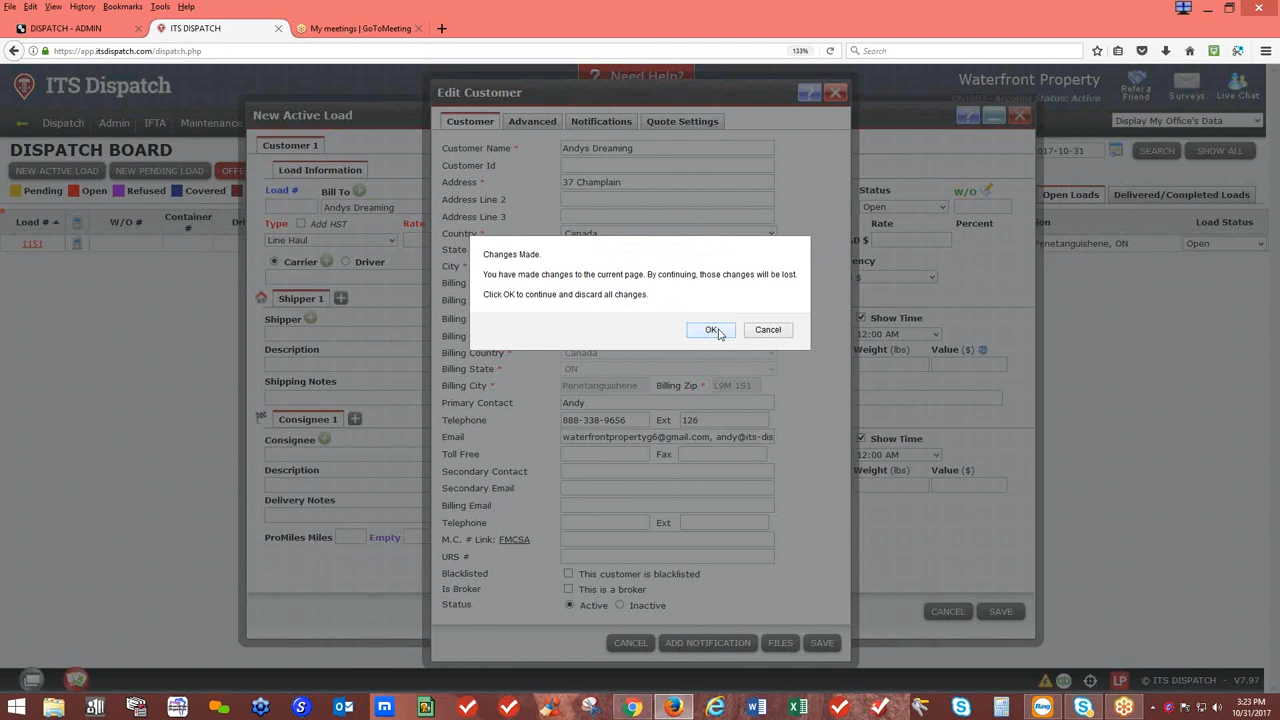 File Edit View History Bookmarks Tools Help
DISPATCH - ADMIN
ITS DISPATCH
My meetings | GoToMeeting
https://app.itsdispatch.com/dispatch.php
133%
Search
ITS Dispatch
? Need Help?
Waterfront Property
Account Status: Active
Refer a Friend
Surveys
Live Chat
Dispatch Admin IFTA Maintenance
Display My Office's Data
DISPATCH BOARD
2017-10-31
SEARCH
SHOW ALL
NEW ACTIVE LOAD
NEW PENDING LOAD
Pending Open Refused Covered
Open Loads
Delivered/Completed Loads
Load # W/O # Container #
Load Status
1151
Penetanguishene, ON
Open
New Active Load
Customer 1
Load Information
Load #
Bill To
Andys Dreaming
Type
Add HST
Rate
Line Haul
Carrier
Driver
Shipper 1
Shipper
Description
Shipping Notes
Consignee 1
Consignee
Description
Delivery Notes
ProMiles Miles
Empty
Status
W/O
Open
Rate
Percent
Show Time
12:00 AM
Weight (lbs)
Value ($)
Show Time
12:00 AM
Weight (lbs)
Value ($)
CANCEL
SAVE
Edit Customer
Customer
Advanced
Notifications
Quote Settings
Customer Name *
Andys Dreaming
Customer Id
Address *
37 Champlain
Address Line 2
Address Line 3
Country
Canada
State
City
Billing
Billing
Billing
Billing
Changes Made.
You have made changes to the current page. By continuing, those changes will be lost.
Click OK to continue and discard all changes.
OK
Cancel
Billing Country
Canada
Billing State *
ON
Billing City *
Penetanguishene
Billing Zip *
L9M 1S1
Primary Contact
Andy
Telephone
888-338-9656
Ext
126
Email
waterfrontpropertyg6@gmail.com, andy@its-dis
Toll Free
Fax
Secondary Contact
Secondary Email
Billing Email
Telephone
Ext
M.C. # Link: FMCSA
URS #
Blacklisted
This customer is blacklisted
Is Broker
This is a broker
Status
Active
Inactive
CANCEL
ADD NOTIFICATION
FILES
SAVE
LP
ITS DISPATCH - V7.97
3:23 PM
10/31/2017